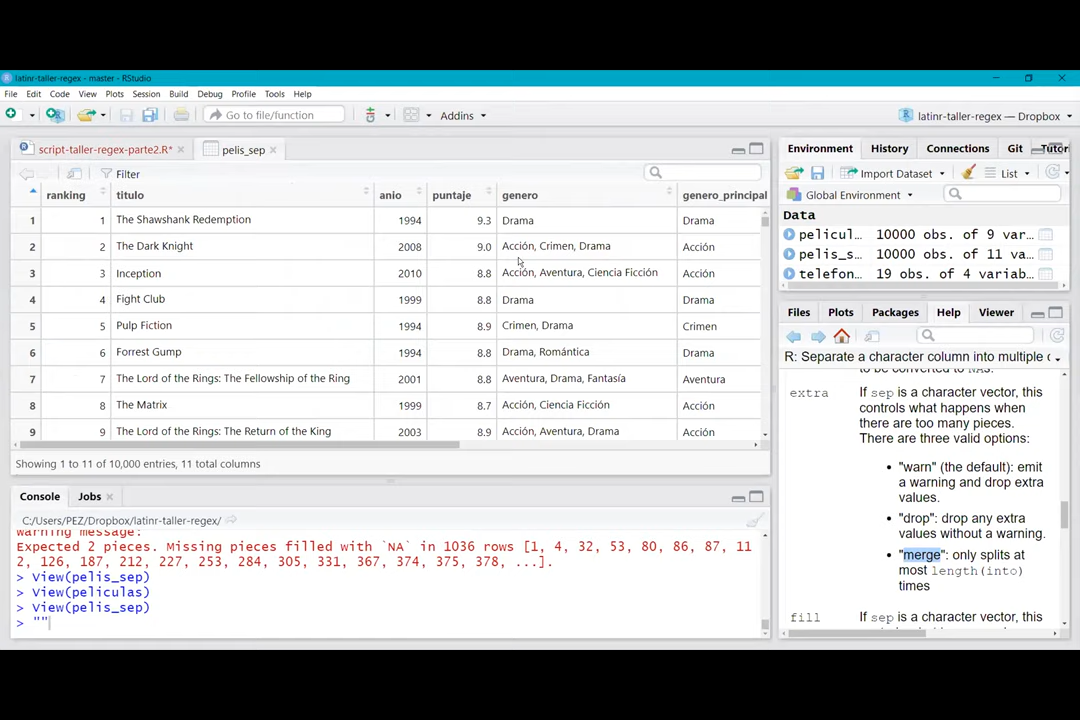 latinr-taller-regex - master - RStudio
File Edit Code View Plots Session Build Debug Profile Tools Help
Go to file/function Addins latinr-taller-regex — Dropbox
script-taller-regex-parte2.R* pelis_sep
Filter
ranking titulo anio puntaje genero genero_principal
1 1 The Shawshank Redemption 1994 9.3 Drama Drama
2 2 The Dark Knight 2008 9.0 Acción, Crimen, Drama Acción
3 3 Inception 2010 8.8 Acción, Aventura, Ciencia Ficción Acción
4 4 Fight Club 1999 8.8 Drama Drama
5 5 Pulp Fiction 1994 8.9 Crimen, Drama Crimen
6 6 Forrest Gump 1994 8.8 Drama, Romántica Drama
7 7 The Lord of the Rings: The Fellowship of the Ring 2001 8.8 Aventura, Drama, Fantasía Aventura
8 8 The Matrix 1999 8.7 Acción, Ciencia Ficción Acción
9 9 The Lord of the Rings: The Return of the King 2003 8.9 Acción, Aventura, Drama Acción
Showing 1 to 11 of 10,000 entries, 11 total columns
Console Jobs
C:/Users/PEZ/Dropbox/latinr-taller-regex/
warning message:
Expected 2 pieces. Missing pieces filled with `NA` in 1036 rows [1, 4, 32, 53, 80, 86, 87, 11
2, 126, 187, 212, 227, 253, 284, 305, 331, 367, 374, 375, 378, ...].
> View(pelis_sep)
> View(peliculas)
> View(pelis_sep)
> ""
Environment History Connections Git Tutor
Import Dataset List
Global Environment
Data
pelicul… 10000 obs. of 9 var…
pelis_s… 10000 obs. of 11 va…
telefon… 19 obs. of 4 variab…
Files Plots Packages Help Viewer
R: Separate a character column into multiple c
to be converted to NAs.
extra If sep is a character vector, this
controls what happens when
there are too many pieces.
There are three valid options:
• "warn" (the default): emit
a warning and drop extra
values.
• "drop": drop any extra
values without a warning.
• "merge": only splits at
most length(into)
times
fill If sep is a character vector, this